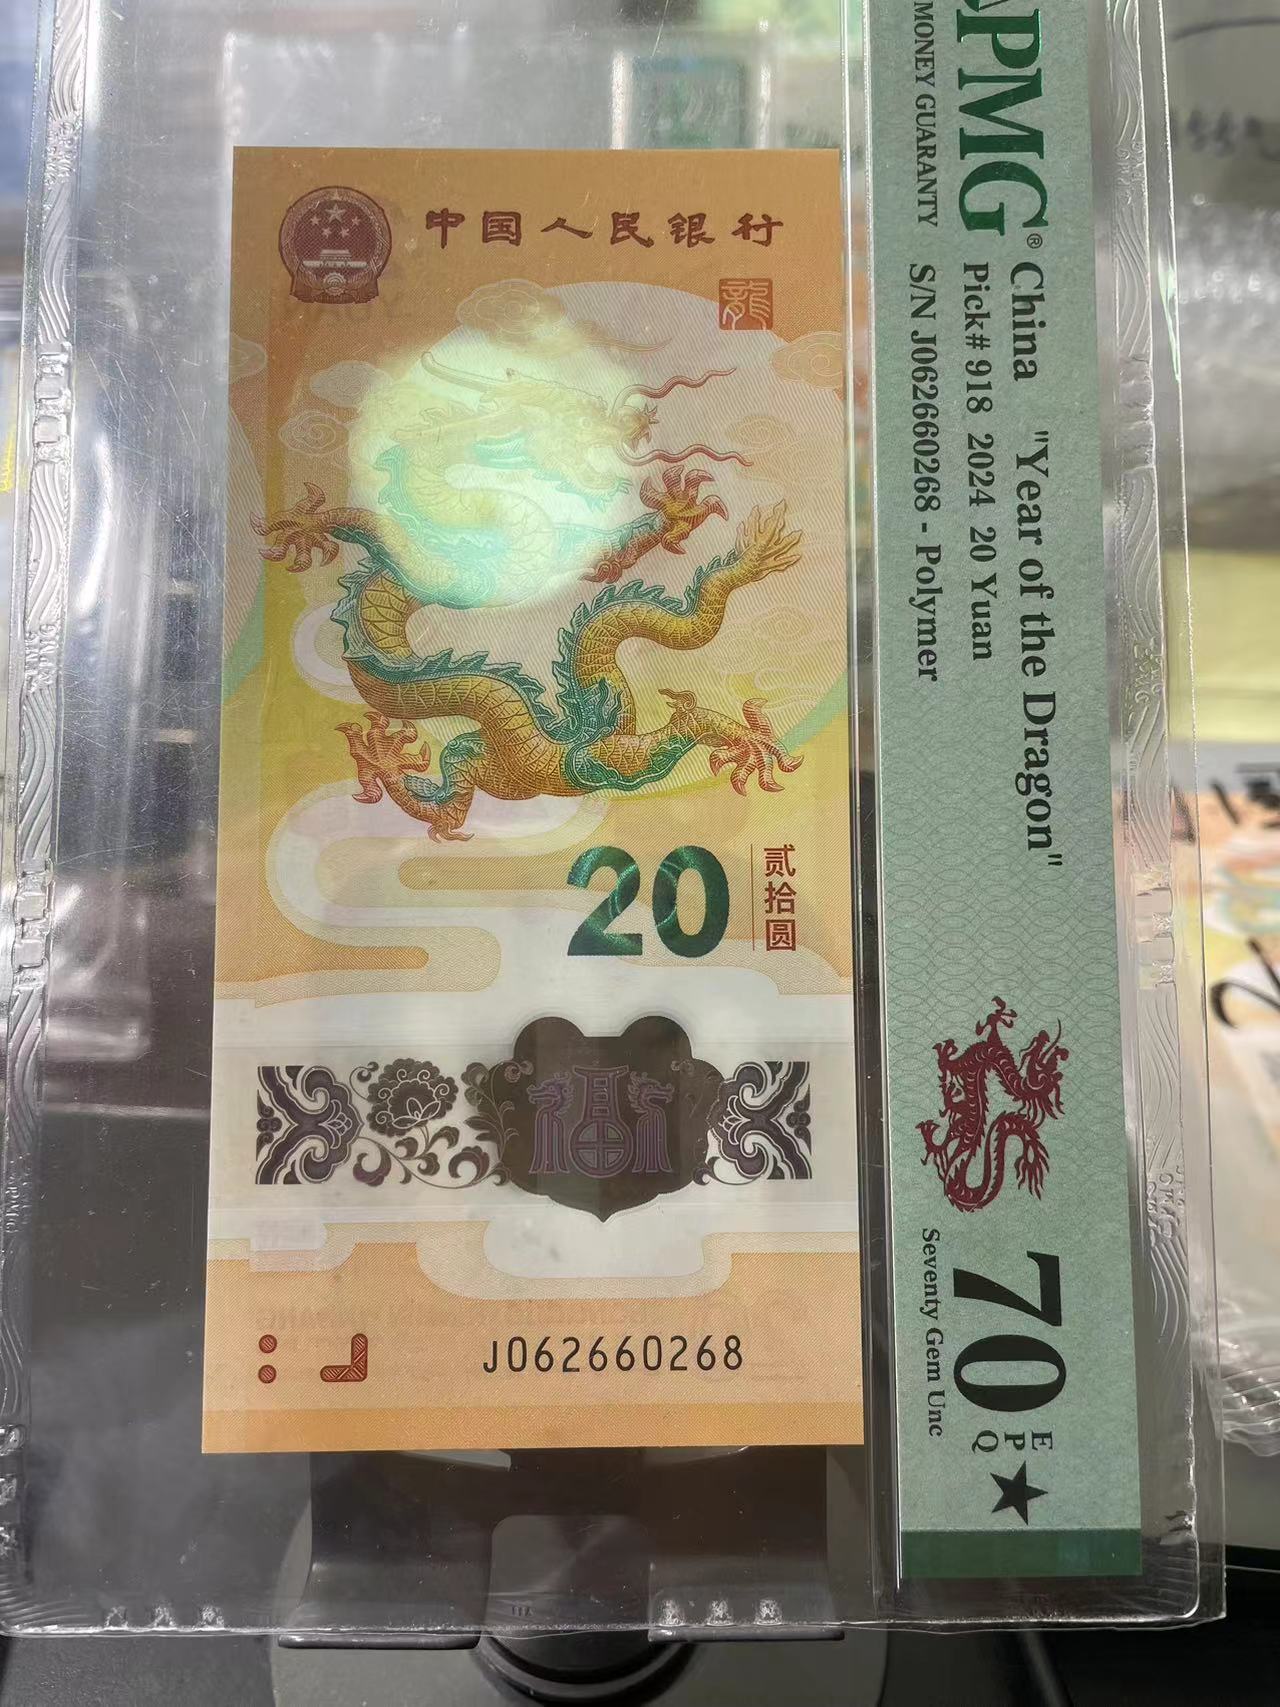 中国人民银行
龍
20
贰拾圆
福
J062660268
PMG®
MONEY GUARANTY
China "Year of the Dragon"
Pick# 918 2024 20 Yuan
S/N J062660268 - Polymer
70 EPQ★
Seventy Gem Unc